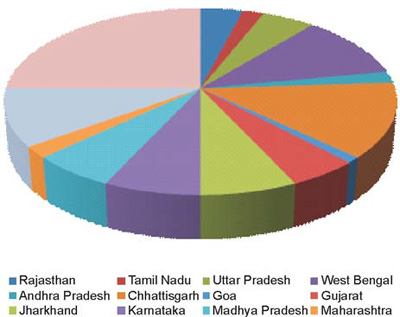 Rajasthan Tamil Nadu Uttar Pradesh West Bengal
Andhra Pradesh Chhattisgarh Goa Gujarat
Jharkhand Karnataka Madhya Pradesh Maharashtra